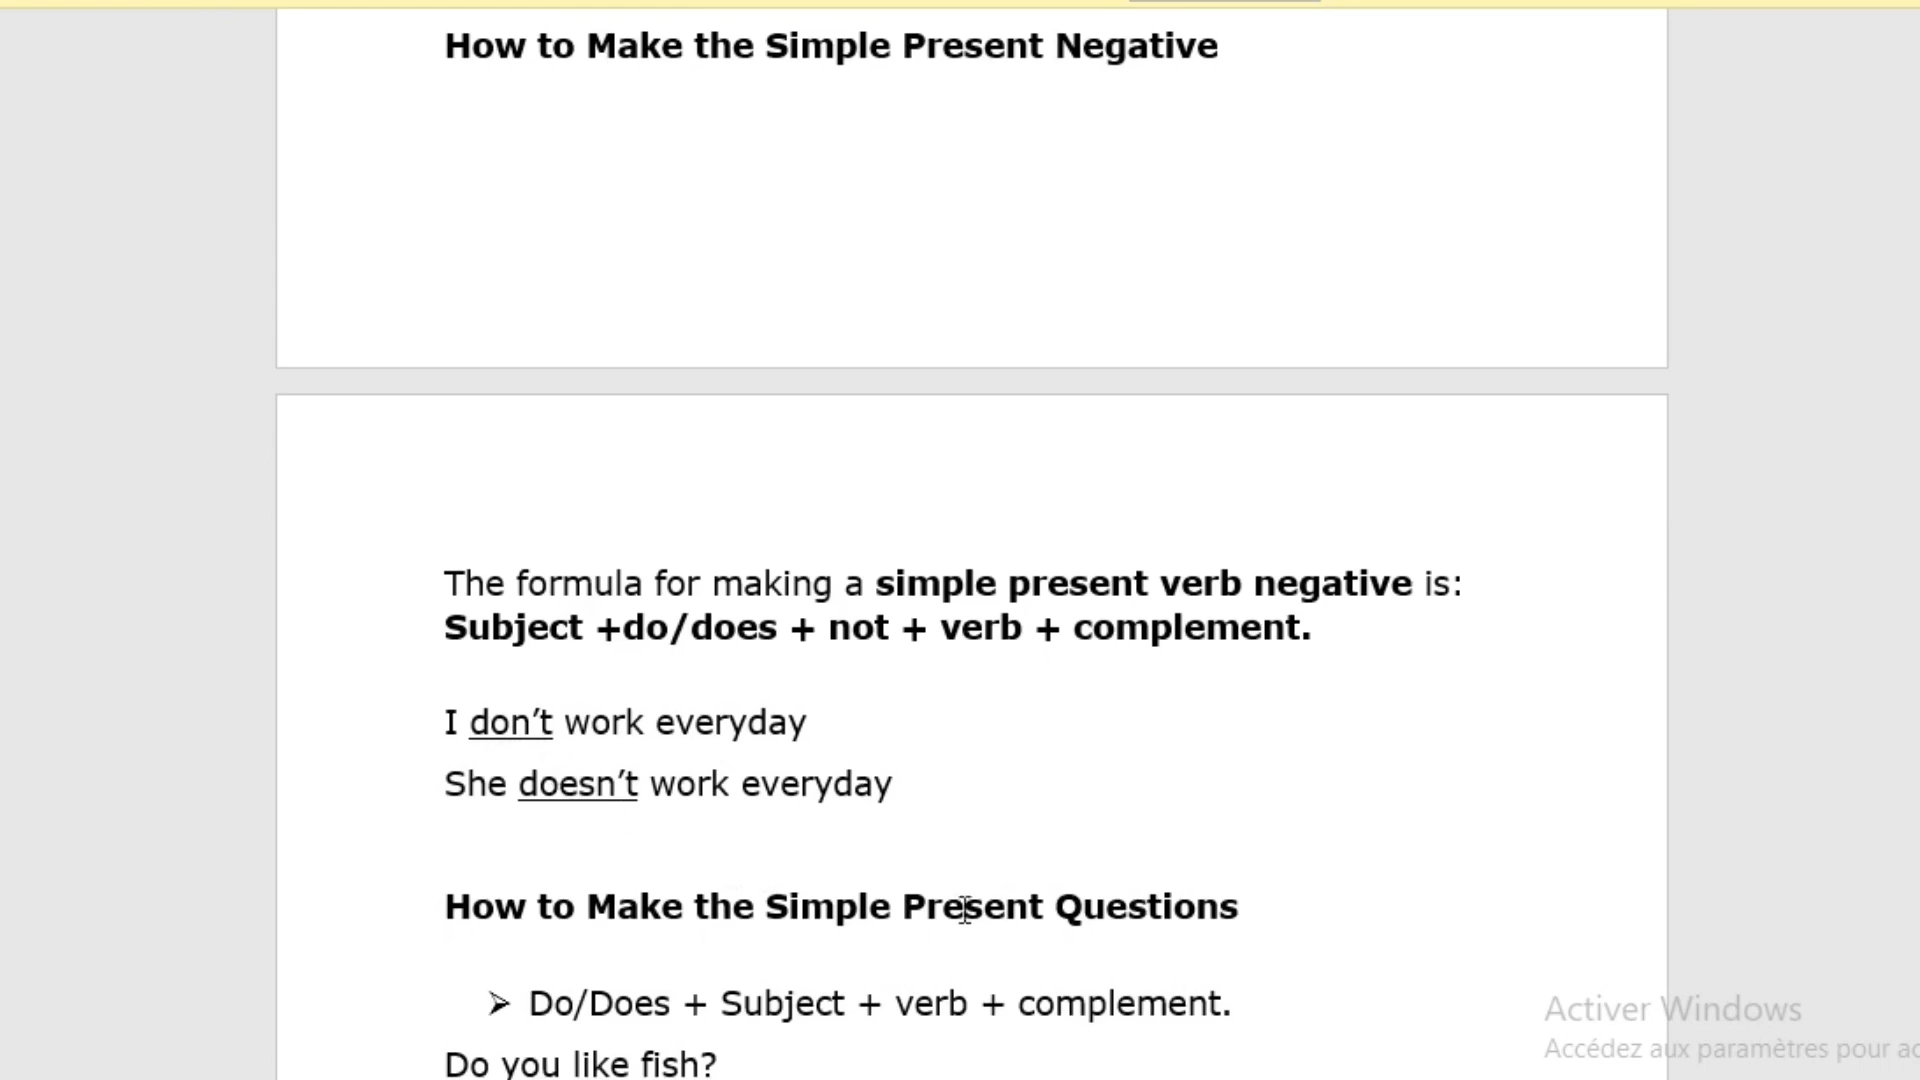 How to Make the Simple Present Negative
The formula for making a simple present verb negative is:
Subject +do/does + not + verb + complement.
I don’t work everyday
She doesn’t work everyday
How to Make the Simple Present Questions
➢ Do/Does + Subject + verb + complement.
Do you like fish?
Activer Windows
Accédez aux paramètres pour